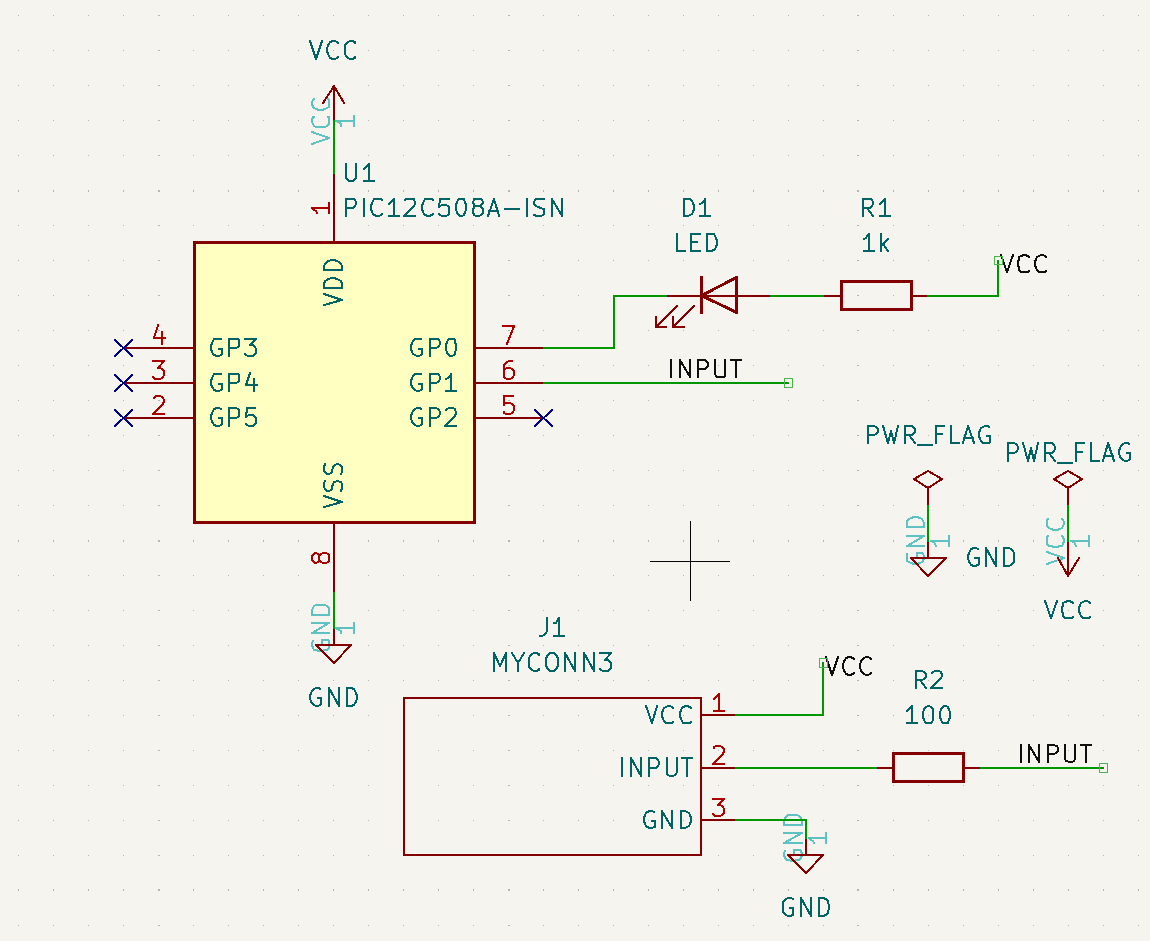 VCC
VCC
1
U1
1
PIC12C508A-ISN
D1
R1
LED
1k
VCC
VDD
4
GP3
GP0
7
3
GP4
GP1
6
INPUT
2
GP5
GP2
5
PWR_FLAG
PWR_FLAG
VSS
8
GND
1
GND
VCC
1
VCC
GND
1
GND
J1
MYCONN3
VCC
1
VCC
R2
100
INPUT
2
INPUT
GND
3
GND
1
GND